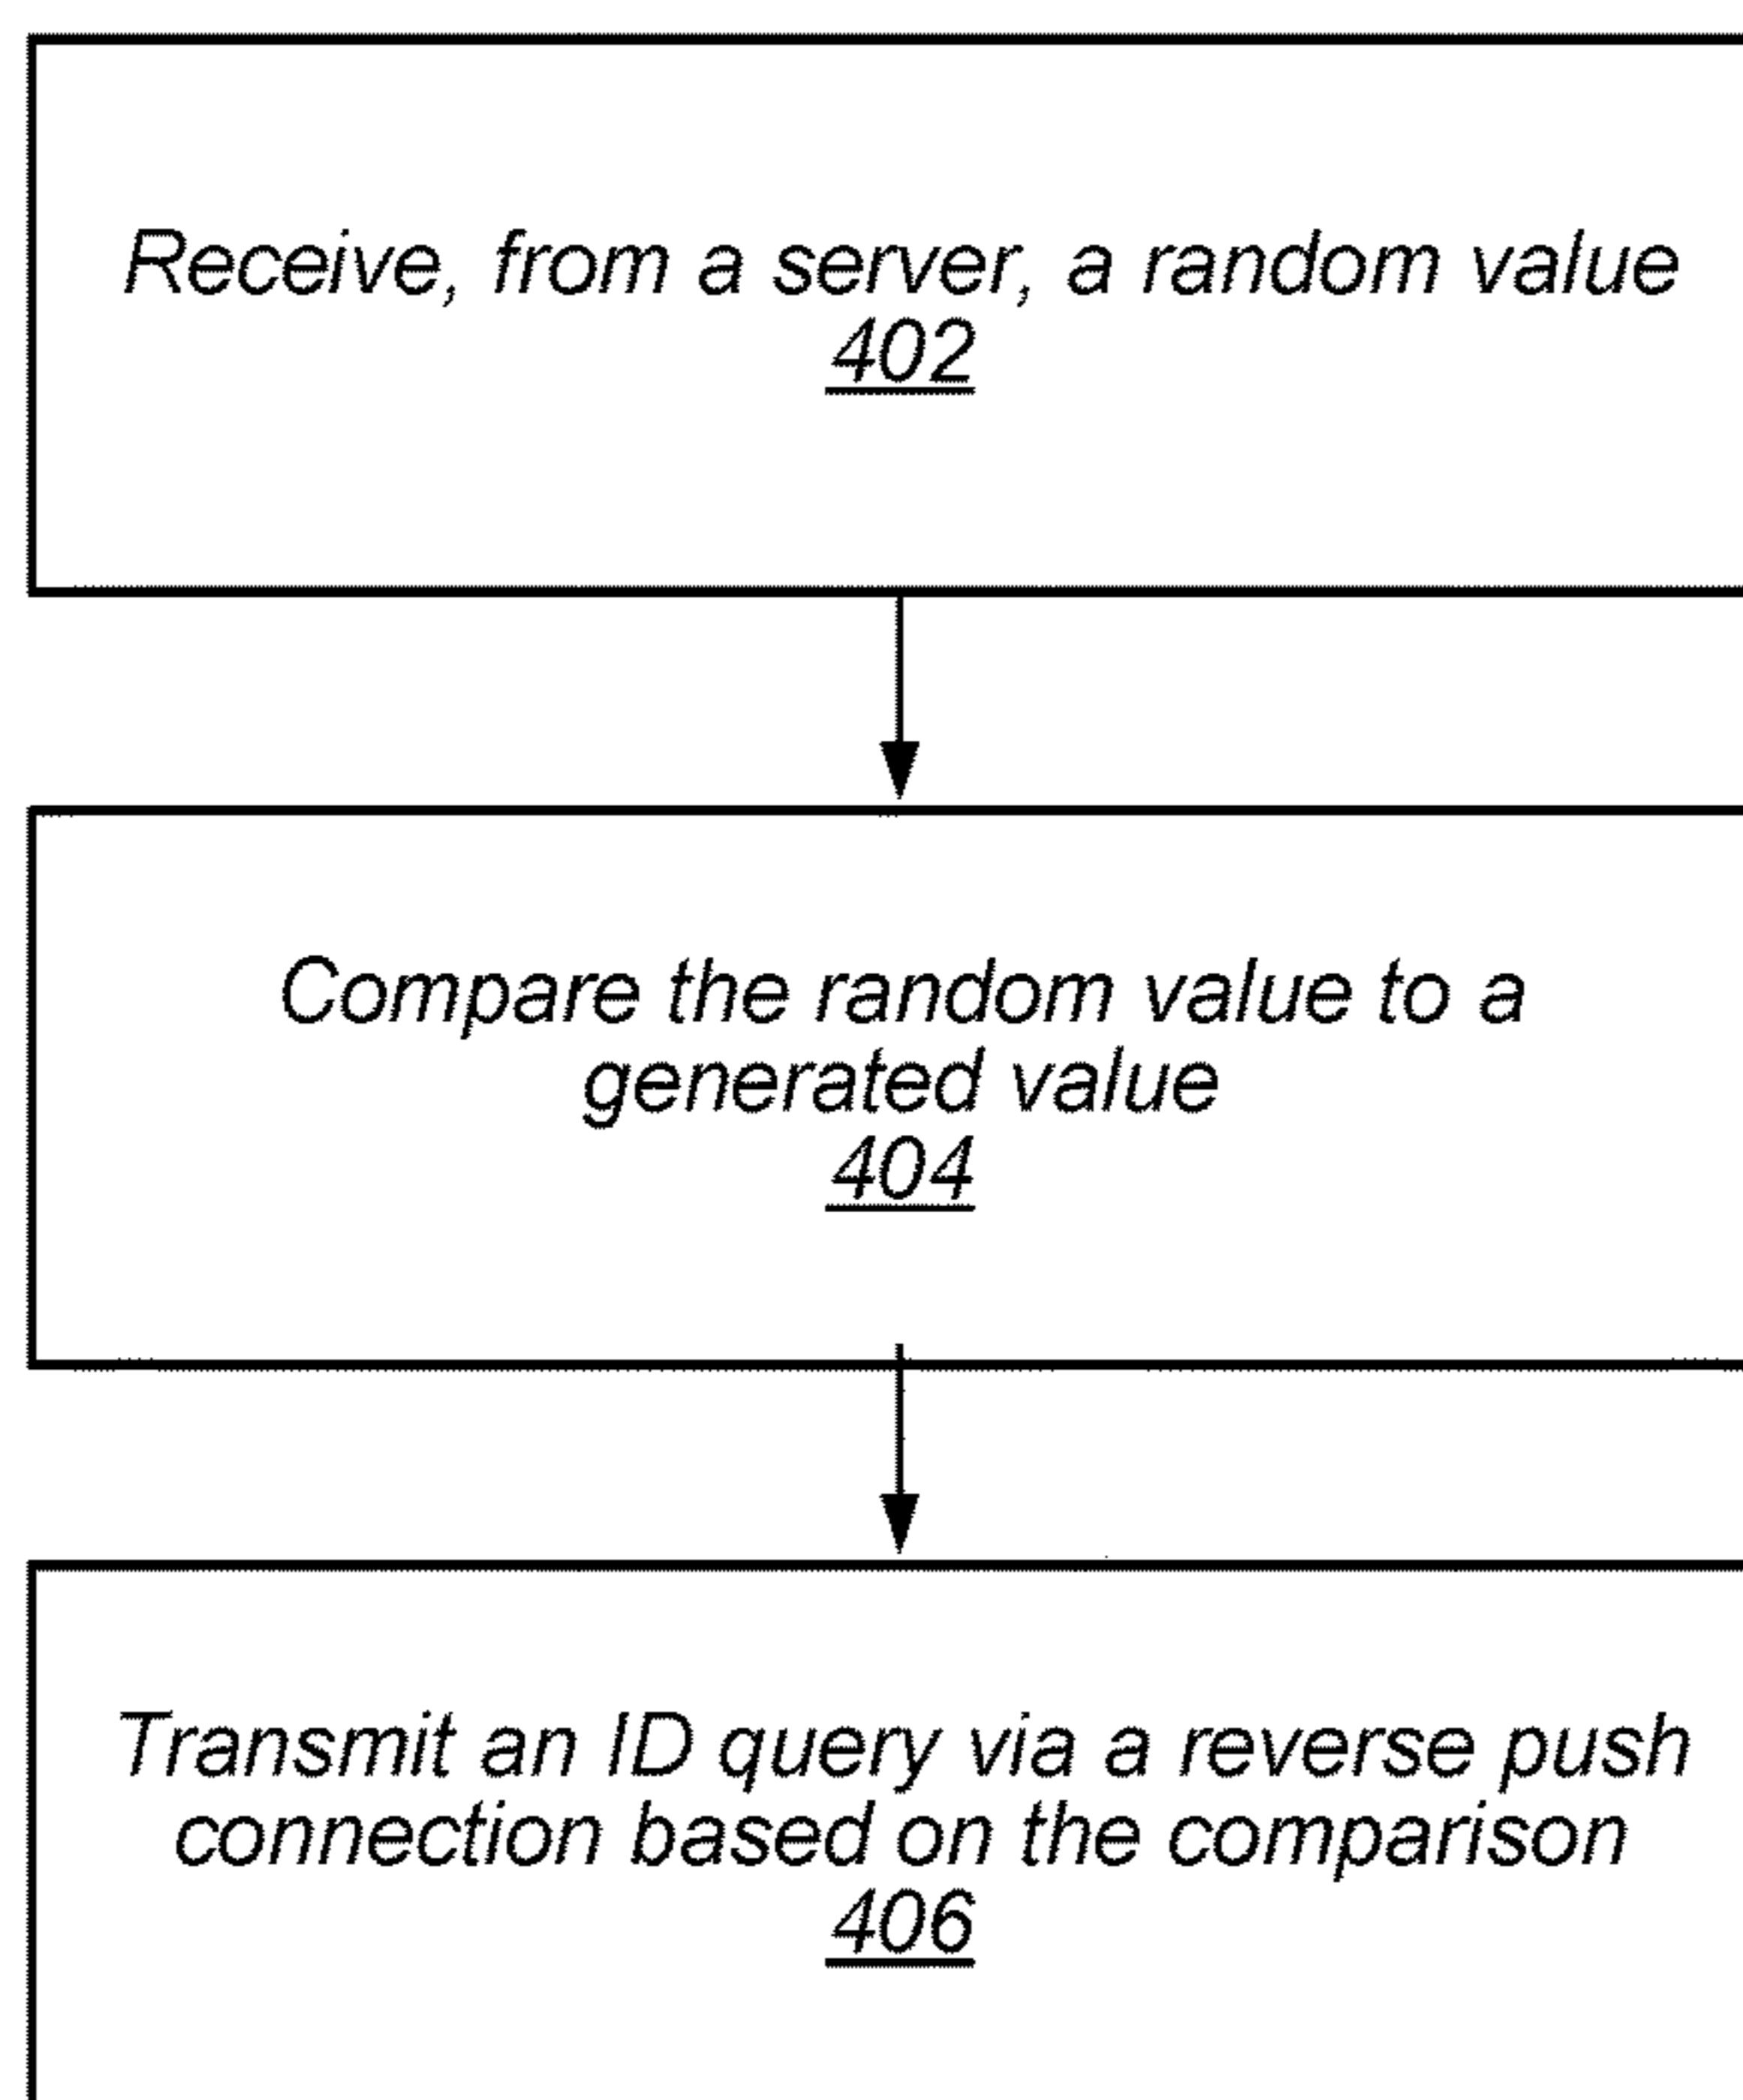 Receive, from a server, a random value
402
Compare the random value to a
generated value
404
Transmit an ID query via a reverse push
connection based on the comparison
406